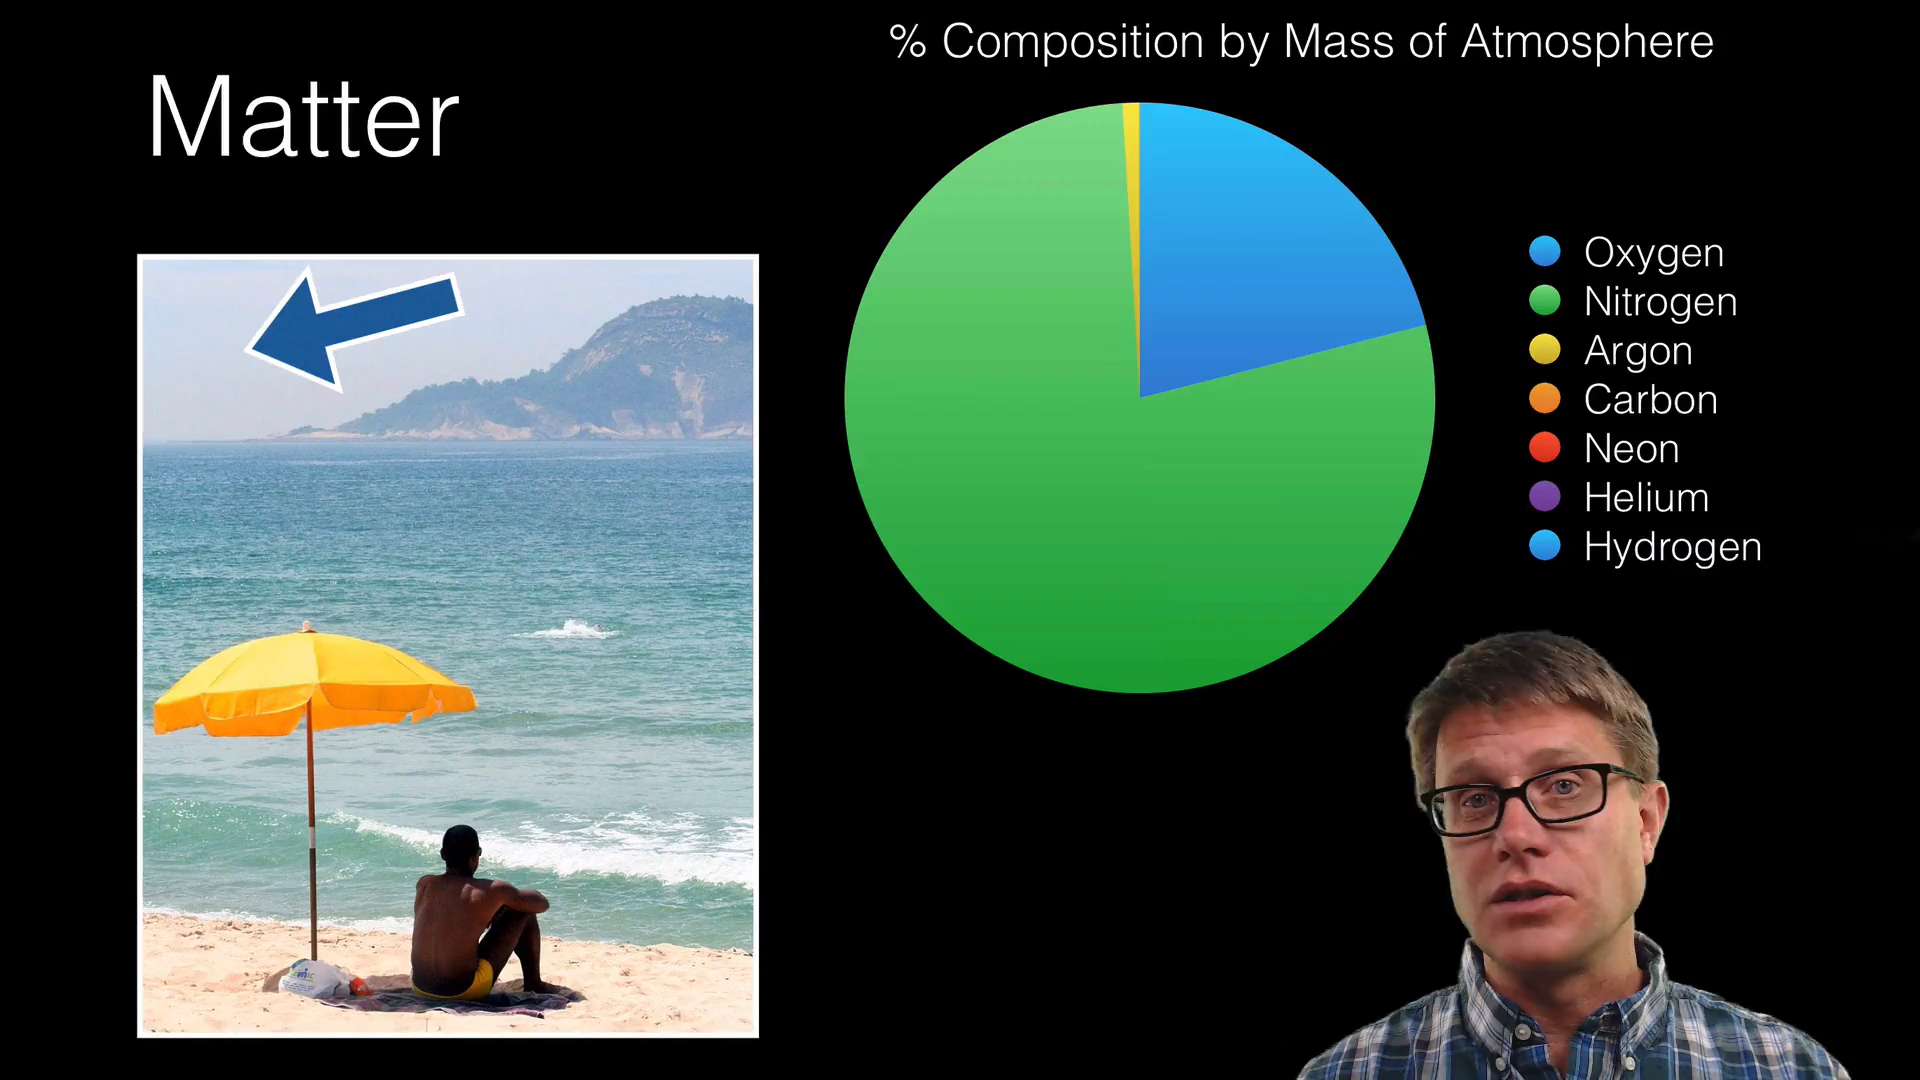 Matter
% Composition by Mass of Atmosphere
Oxygen
Nitrogen
Argon
Carbon
Neon
Helium
Hydrogen